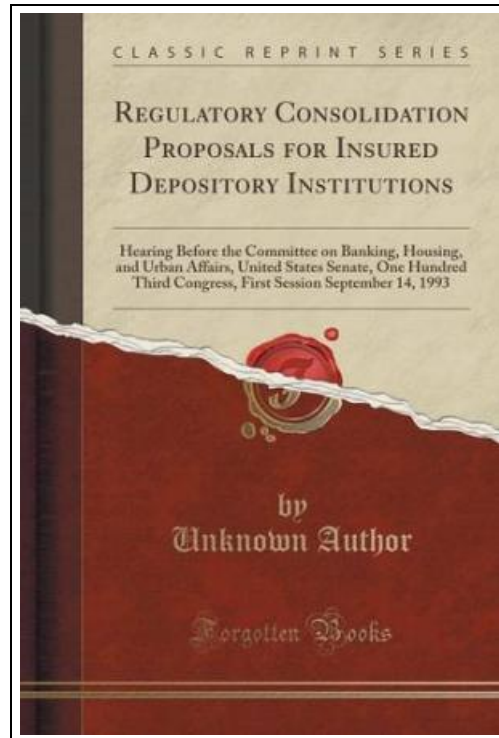 CLASSIC REPRINT SERIES
REGULATORY CONSOLIDATION
PROPOSALS FOR INSURED
DEPOSITORY INSTITUTIONS
Hearing Before the Committee on Banking, Housing,
and Urban Affairs, United States Senate, One Hundred
Third Congress, First Session September 14, 1993
by
Unknown Author
Forgotten Books